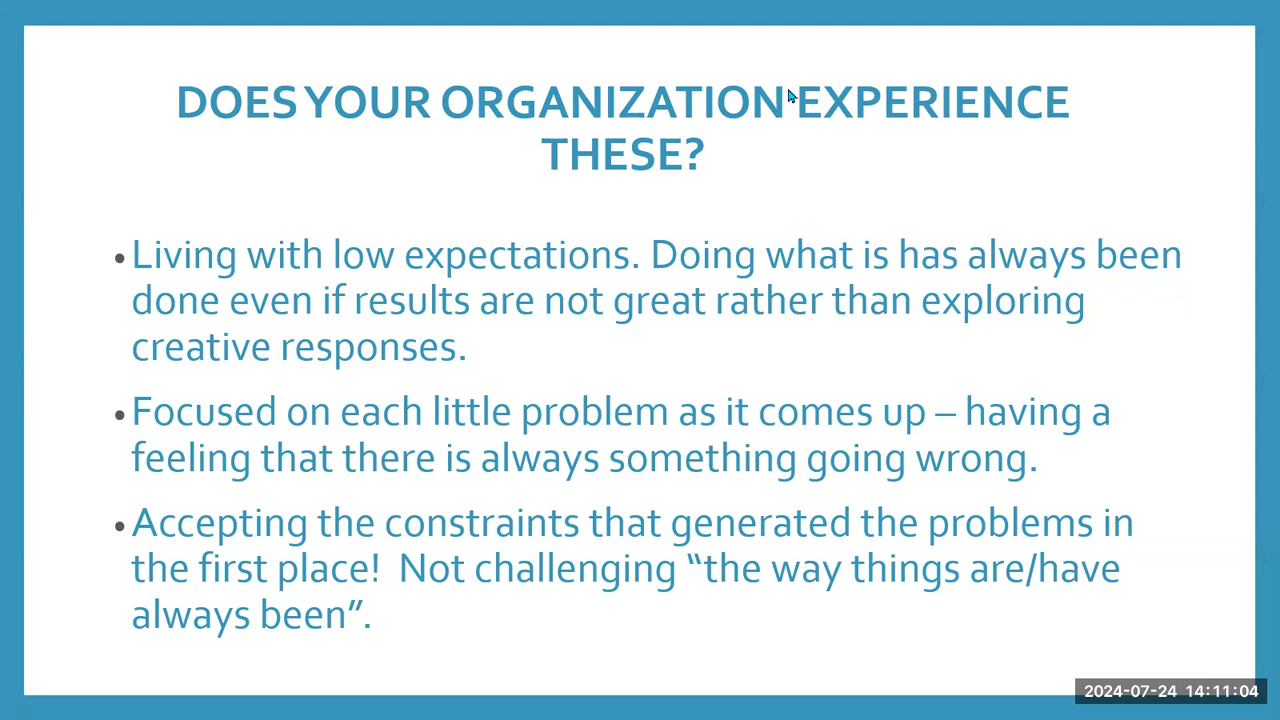 DOES YOUR ORGANIZATION EXPERIENCE
THESE?
• Living with low expectations. Doing what is has always been
done even if results are not great rather than exploring
creative responses.
• Focused on each little problem as it comes up – having a
feeling that there is always something going wrong.
• Accepting the constraints that generated the problems in
the first place!  Not challenging “the way things are/have
always been”.
2024-07-24 14:11:04